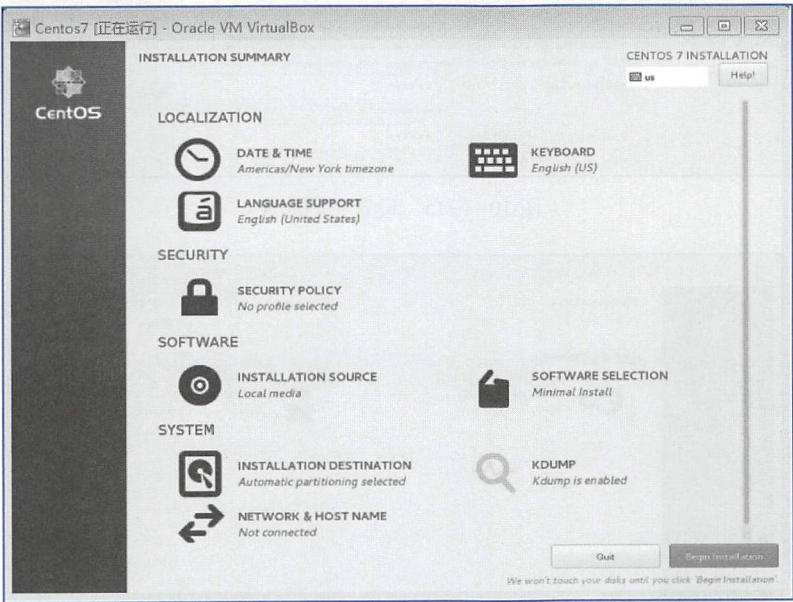 Centos7 [正在运行] - Oracle VM VirtualBox
INSTALLATION SUMMARY
CENTOS 7 INSTALLATION
us
Help!
CentOS
LOCALIZATION
DATE & TIME
Americas/New York timezone
KEYBOARD
English (US)
LANGUAGE SUPPORT
English (United States)
SECURITY
SECURITY POLICY
No profile selected
SOFTWARE
INSTALLATION SOURCE
Local media
SOFTWARE SELECTION
Minimal Install
SYSTEM
INSTALLATION DESTINATION
Automatic partitioning selected
KDUMP
Kdump is enabled
NETWORK & HOST NAME
Not connected
Quit
Begin Installation
We won't touch your disks until you click 'Begin Installation'.